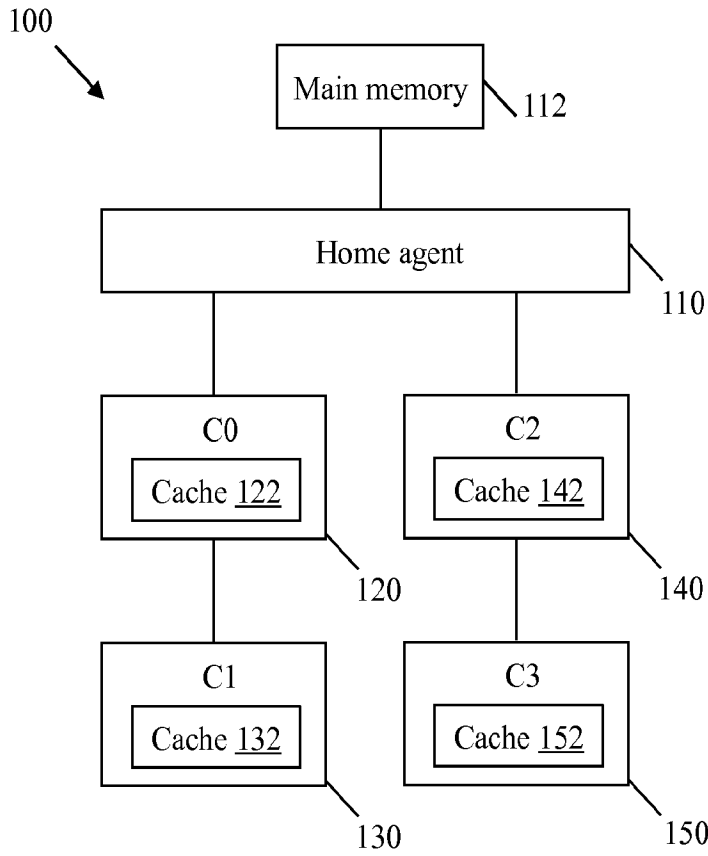 100
Main memory
112
Home agent
110
C0
Cache 122
120
C2
Cache 142
140
C1
Cache 132
130
C3
Cache 152
150